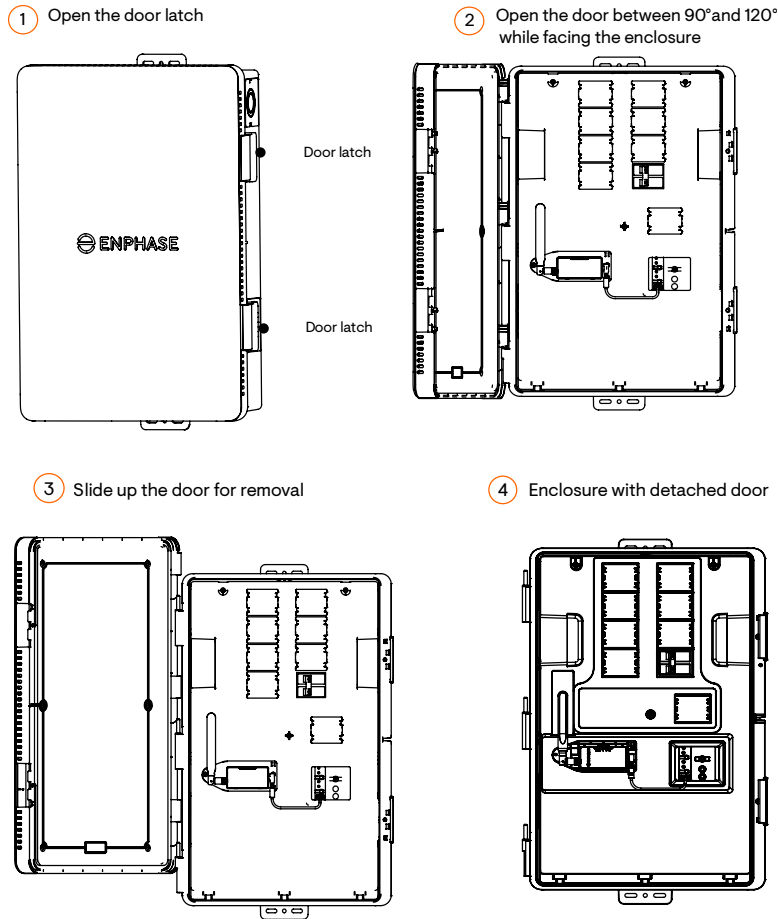 1 Open the door latch
2 Open the door between 90°and 120°
while facing the enclosure
Door latch
ENPHASE
Door latch
3 Slide up the door for removal
4 Enclosure with detached door